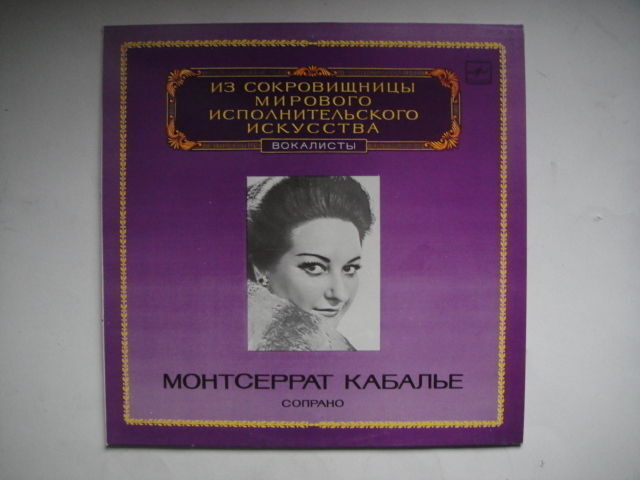 ИЗ СОКРОВИЩНИЦЫ
МИРОВОГО
ИСПОЛНИТЕЛЬСКОГО
ИСКУССТВА
ВОКАЛИСТЫ
МОНТСЕРРАТ КАБАЛЬЕ
СОПРАНО